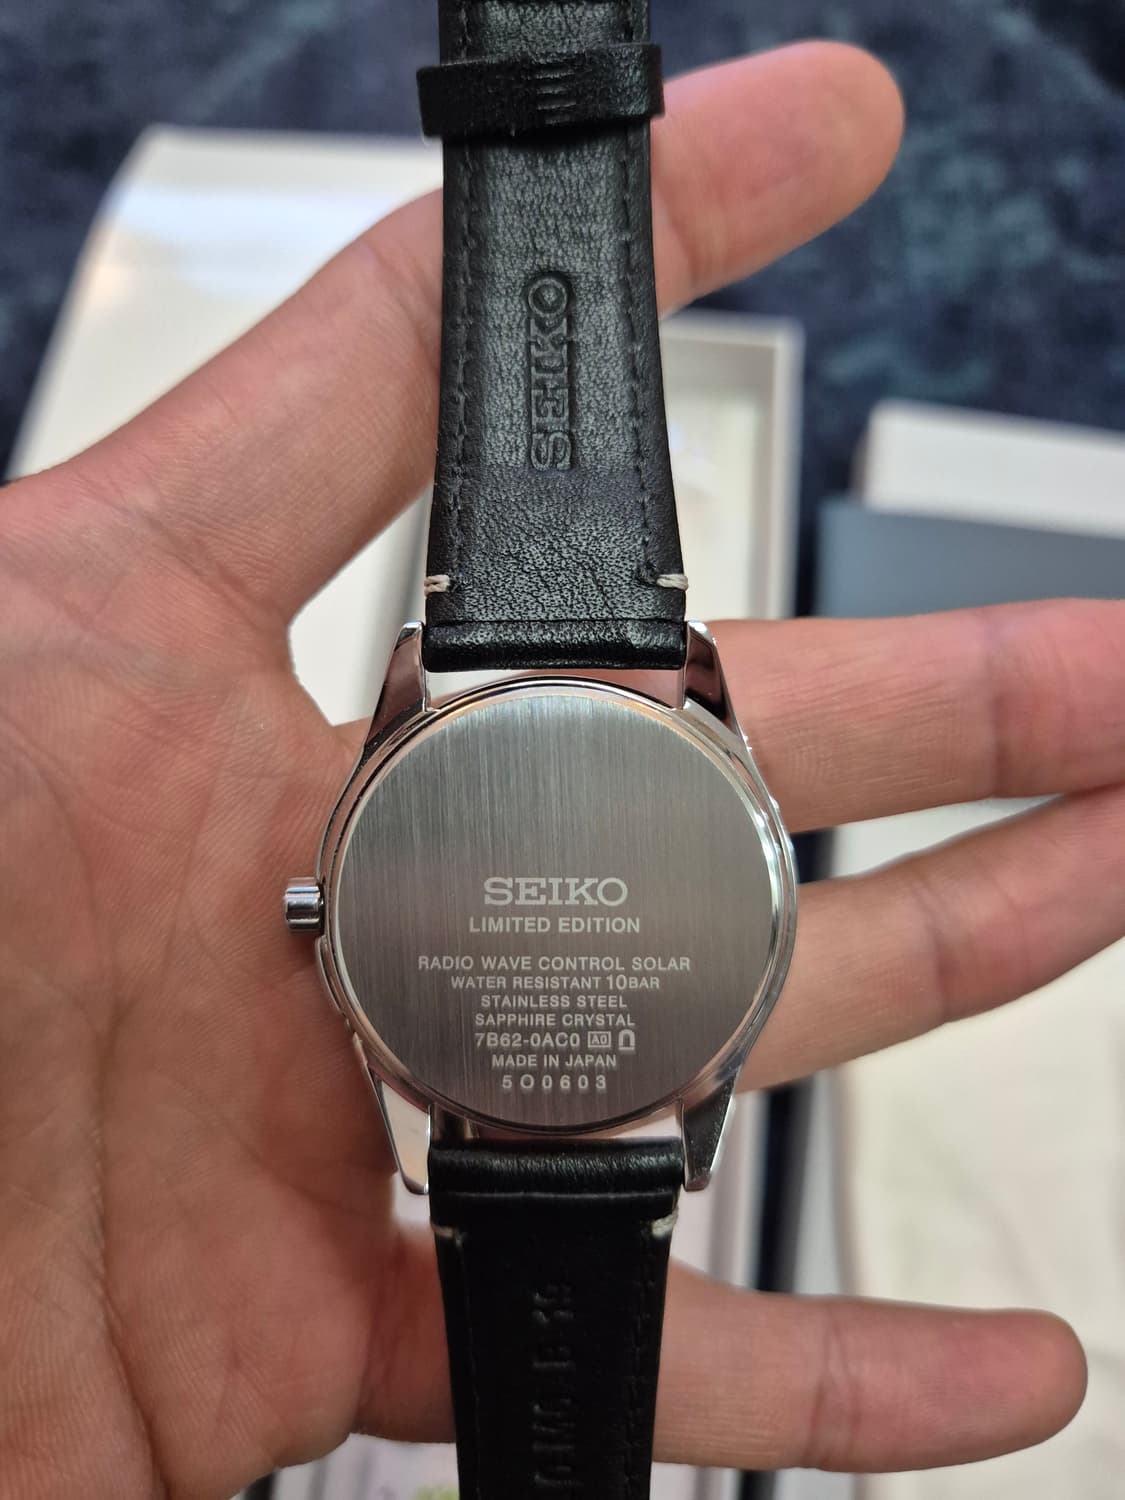 SEIKO
SEIKO
LIMITED EDITION
RADIO WAVE CONTROL SOLAR
WATER RESISTANT 10BAR
STAINLESS STEEL
SAPPHIRE CRYSTAL
7B62-0AC0 A0
MADE IN JAPAN
5O0603